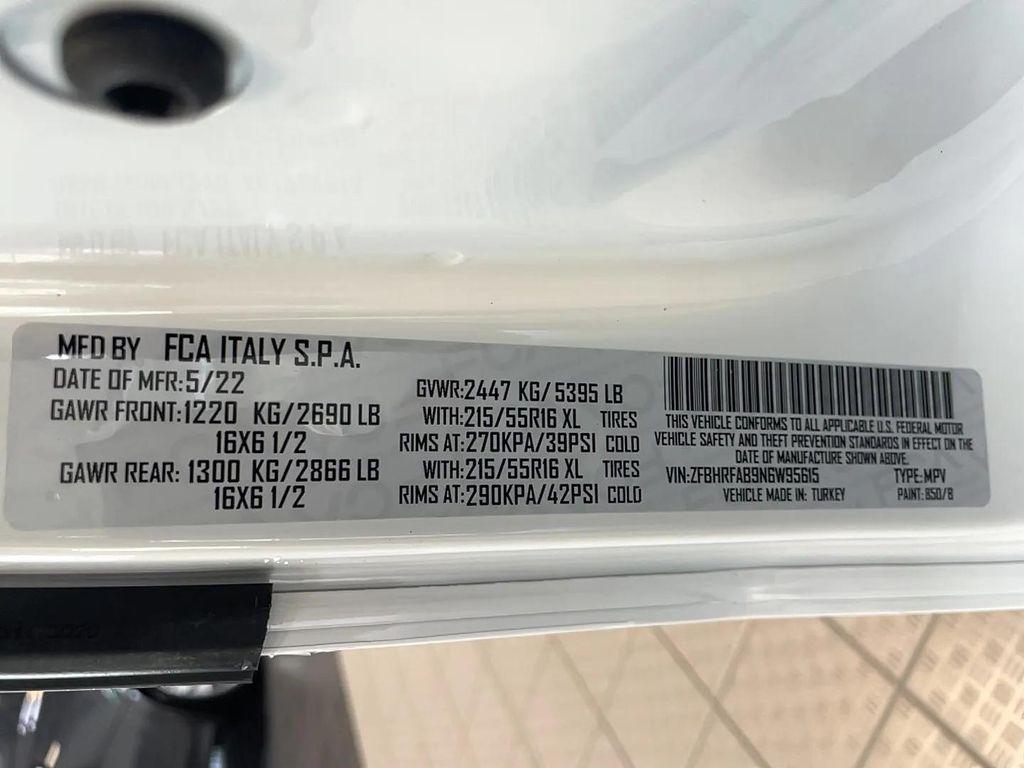 MFD BY FCA ITALY S.P.A.
DATE OF MFR:5/22
GAWR FRONT:1220 KG/2690 LB
16X6 1/2
GAWR REAR: 1300 KG/2866 LB
16X6 1/2
GVWR:2447 KG/5395 LB
WITH:215/55R16 XL TIRES
RIMS AT:270KPA/39PSI COLD
WITH:215/55R16 XL TIRES
RIMS AT:290KPA/42PSI COLD
THIS VEHICLE CONFORMS TO ALL APPLICABLE U.S. FEDERAL MOTOR
VEHICLE SAFETY AND THEFT PREVENTION STANDARDS IN EFFECT ON THE
DATE OF MANUFACTURE SHOWN ABOVE.
VIN:ZFBHRFAB9N6W95615 TYPE:MPV
VEHICLE MADE IN: TURKEY PAINT: 850/B